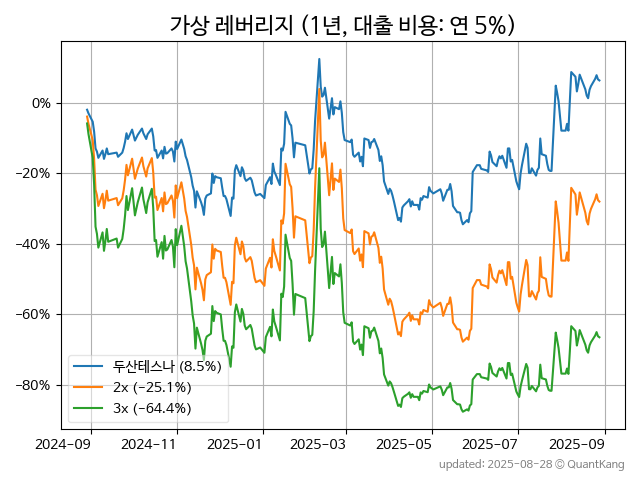 가상 레버리지 (1년, 대출 비용: 연 5%)
0%
−20%
−40%
−60%
−80%
두산테스나 (8.5%)
2x (−25.1%)
3x (−64.4%)
2024-09 2024-11 2025-01 2025-03 2025-05 2025-07 2025-09
updated: 2025-08-28 © QuantKang